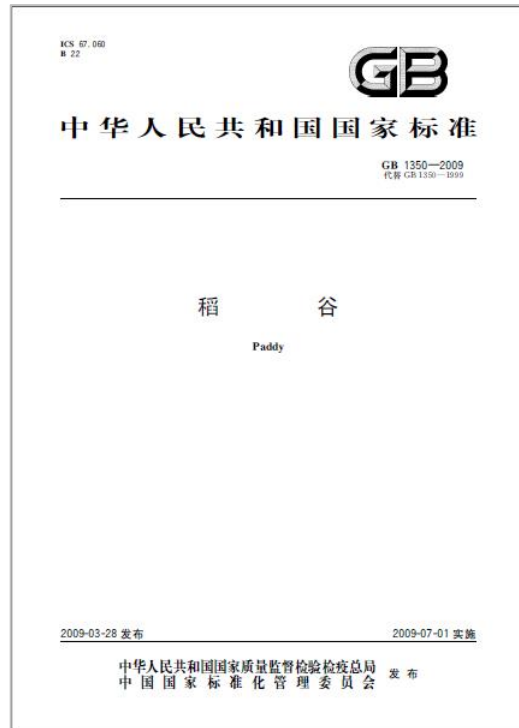 ICS 67.060
B 22
GB
中华人民共和国国家标准
GB 1350—2009
代替 GB 1350—1999
稻谷
Paddy
2009-03-28 发布
2009-07-01 实施
中华人民共和国国家质量监督检验检疫总局
中国国家标准化管理委员会
发布